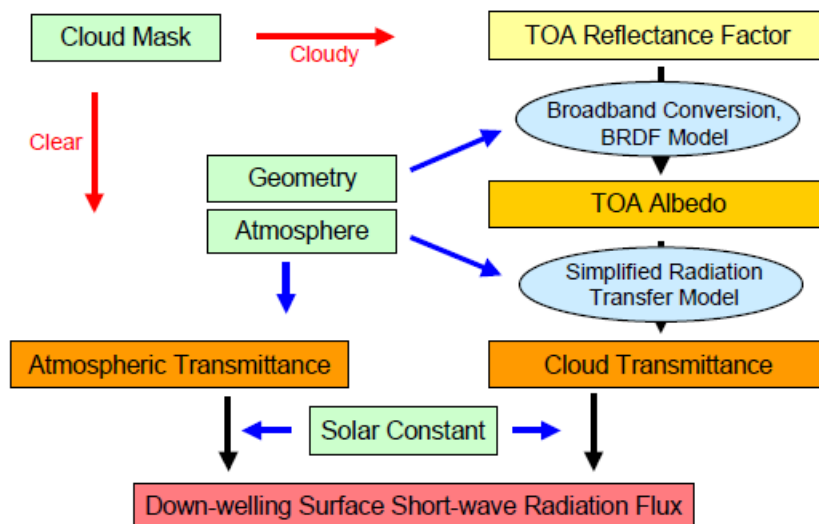 Cloud Mask
Cloudy
TOA Reflectance Factor
Clear
Broadband Conversion,
BRDF Model
Geometry
TOA Albedo
Atmosphere
Simplified Radiation
Transfer Model
Atmospheric Transmittance
Cloud Transmittance
Solar Constant
Down-welling Surface Short-wave Radiation Flux